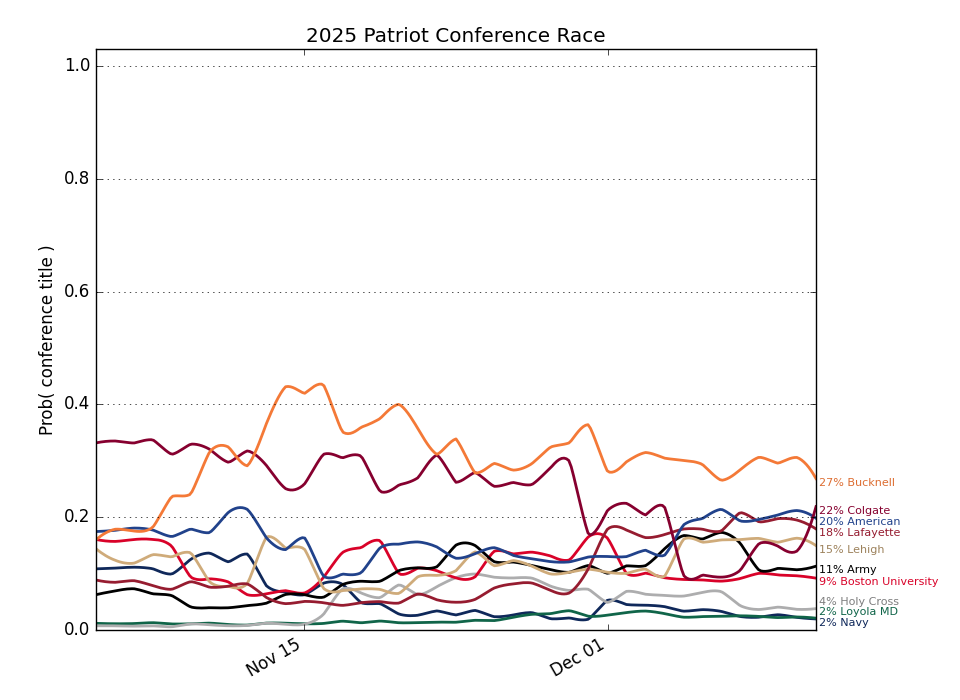 2025 Patriot Conference Race
1.0
0.8
0.6
0.4
0.2
0.0
Prob( conference title )
Nov 15
Dec 01
27% Bucknell
22% Colgate
20% American
18% Lafayette
15% Lehigh
11% Army
9% Boston University
4% Holy Cross
2% Loyola MD
2% Navy